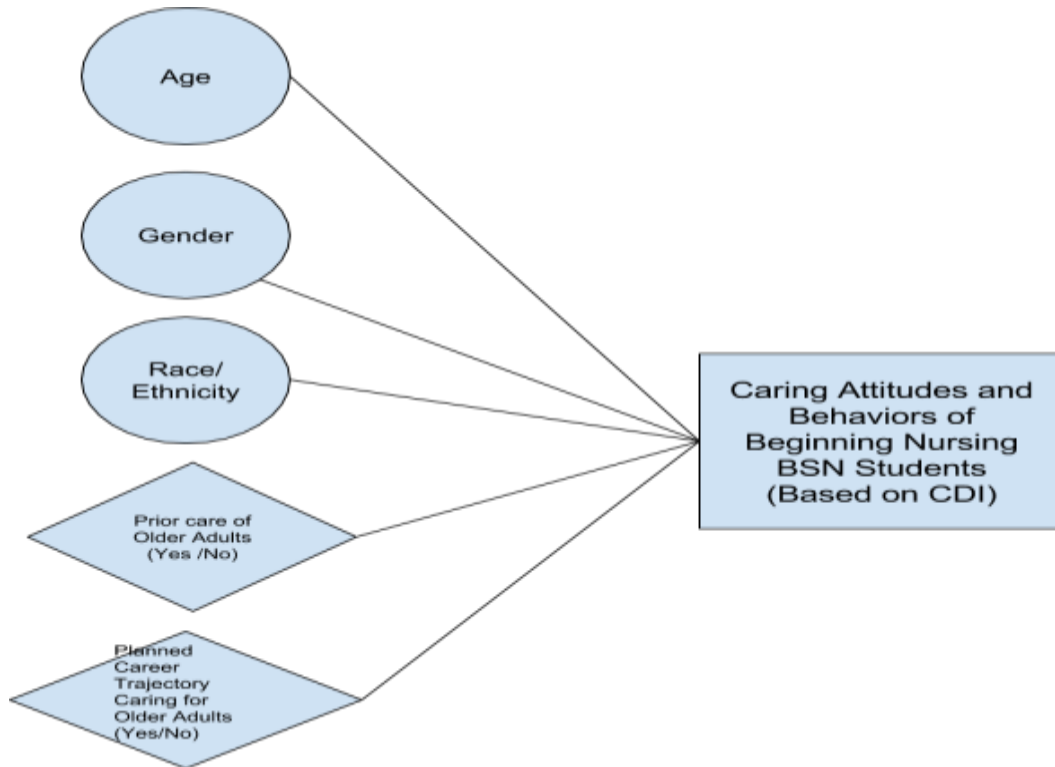 Age
Gender
Race/
Ethnicity
Prior care of
Older Adults
(Yes /No)
Planned
Career
Trajectory
Caring for
Older Adults
(Yes/No)
Caring Attitudes and
Behaviors of
Beginning Nursing
BSN Students
(Based on CDI)